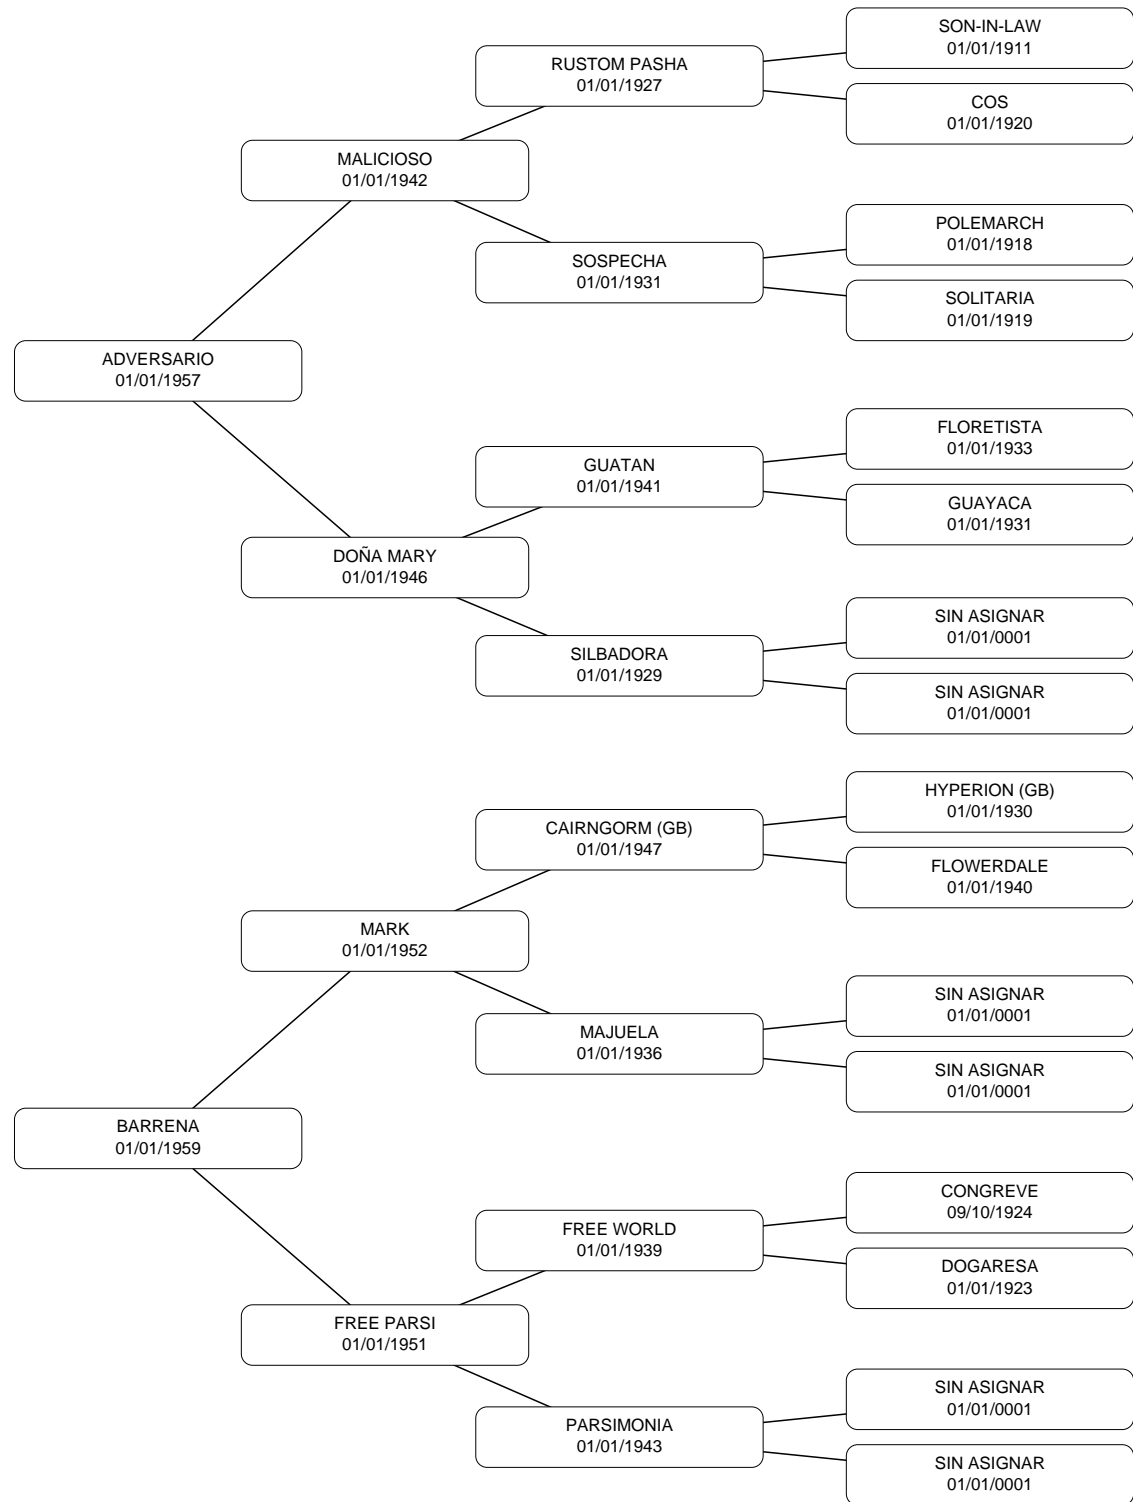 SON-IN-LAW
01/01/1911
RUSTOM PASHA
01/01/1927
COS
01/01/1920
MALICIOSO
01/01/1942
POLEMARCH
01/01/1918
SOSPECHA
01/01/1931
SOLITARIA
01/01/1919
ADVERSARIO
01/01/1957
FLORETISTA
01/01/1933
GUATAN
01/01/1941
GUAYACA
01/01/1931
DOÑA MARY
01/01/1946
SIN ASIGNAR
01/01/0001
SILBADORA
01/01/1929
SIN ASIGNAR
01/01/0001
HYPERION (GB)
01/01/1930
CAIRNGORM (GB)
01/01/1947
FLOWERDALE
01/01/1940
MARK
01/01/1952
SIN ASIGNAR
01/01/0001
MAJUELA
01/01/1936
SIN ASIGNAR
01/01/0001
BARRENA
01/01/1959
CONGREVE
09/10/1924
FREE WORLD
01/01/1939
DOGARESA
01/01/1923
FREE PARSI
01/01/1951
SIN ASIGNAR
01/01/0001
PARSIMONIA
01/01/1943
SIN ASIGNAR
01/01/0001